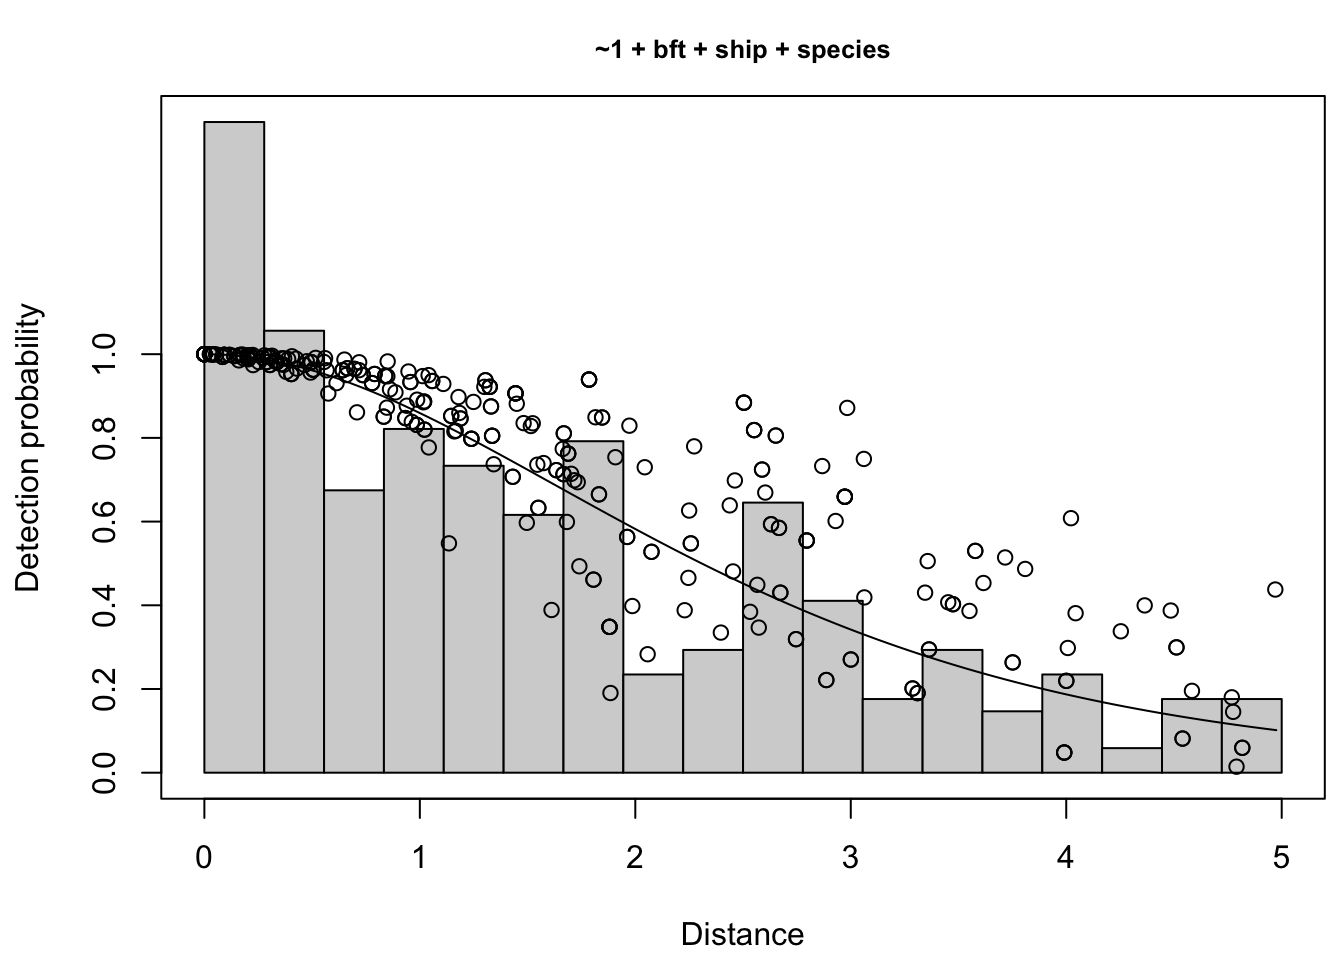 ~1 + bft + ship + species
Detection probability
1.0
0.8
0.6
0.4
0.2
0.0
0 1 2 3 4 5
Distance